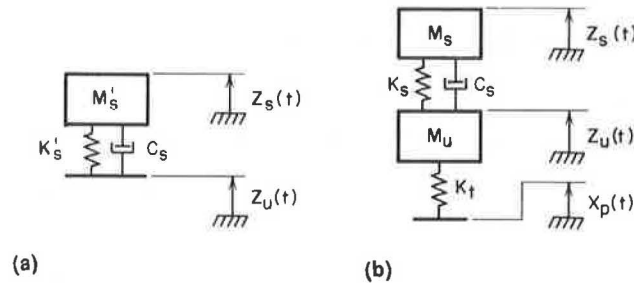 M's
Zs(t)
K's
Cs
Zu(t)
(a)
Ms
Zs(t)
Ks
Cs
Mu
Zu(t)
Kt
Xp(t)
(b)